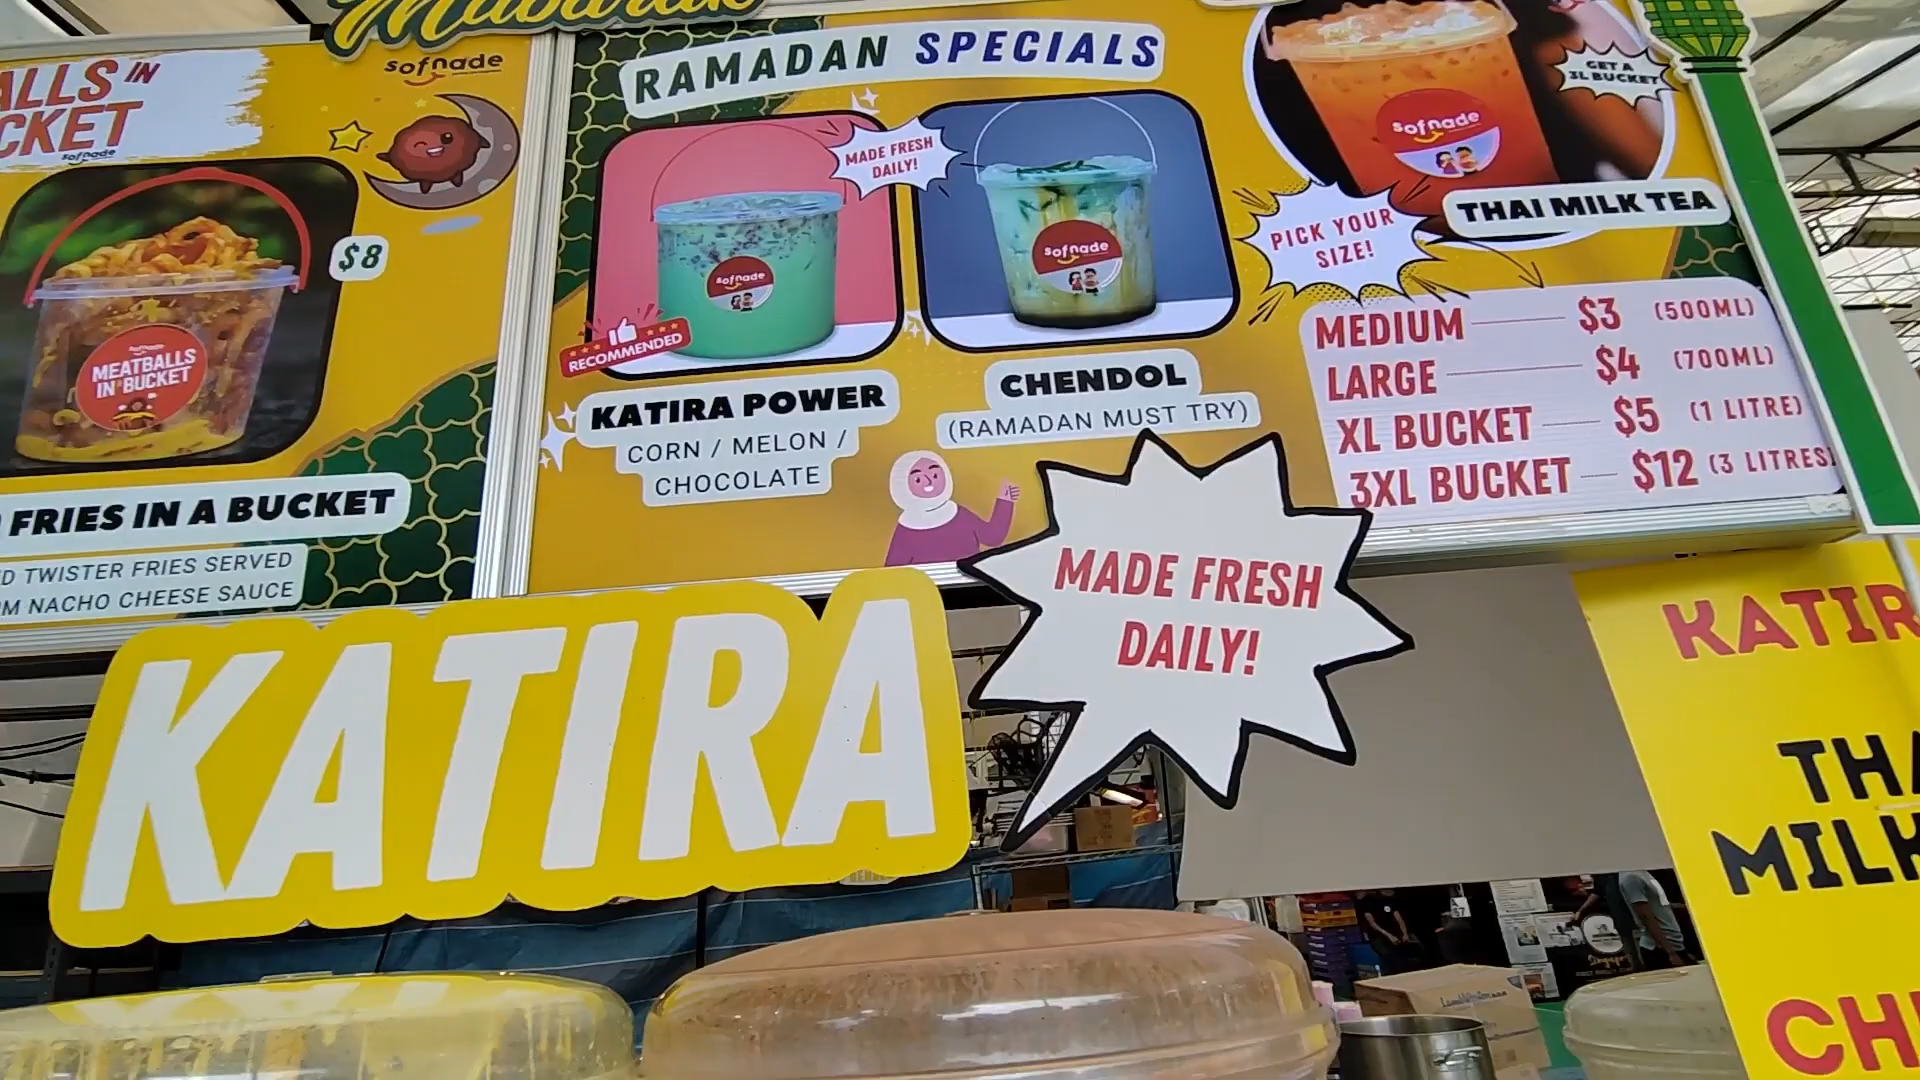 Mubarak
ALLS IN
CKET
sofnade
sofnade
$8
MEATBALLS
IN BUCKET
FRIES IN A BUCKET
D TWISTER FRIES SERVED
M NACHO CHEESE SAUCE
RAMADAN SPECIALS
MADE FRESH
DAILY!
sofnade
sofnade
RECOMMENDED
KATIRA POWER
CORN / MELON /
CHOCOLATE
CHENDOL
(RAMADAN MUST TRY)
GET A
3L BUCKET
sofnade
THAI MILK TEA
PICK YOUR
SIZE!
MEDIUM $3 (500ML)
LARGE $4 (700ML)
XL BUCKET $5 (1 LITRE)
3XL BUCKET $12 (3 LITRES)
KATIRA
MADE FRESH
DAILY!
KATIR
THA
MILK
CH